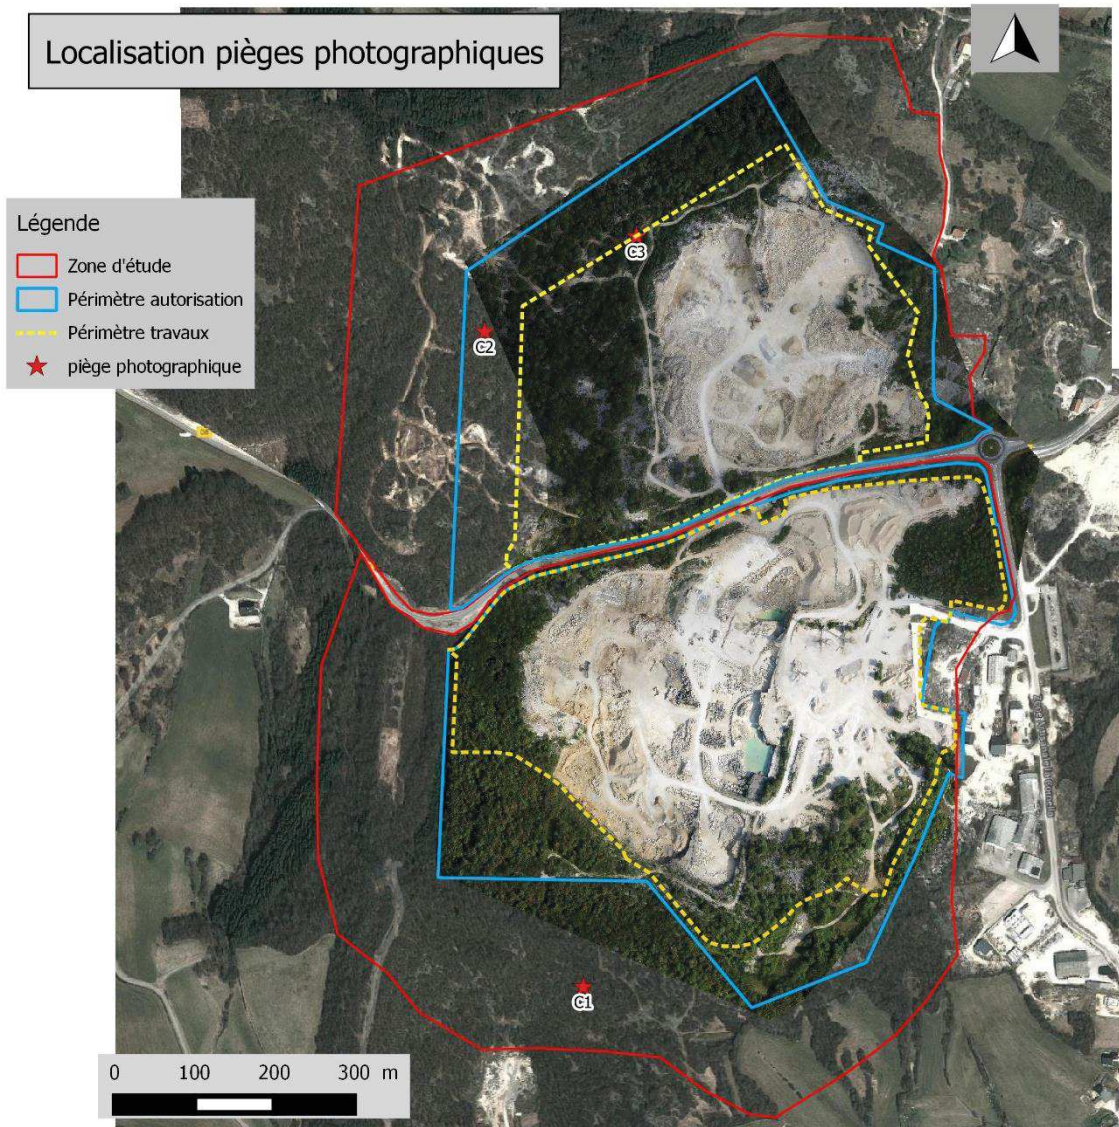 Localisation pièges photographiques
Légende
Zone d'étude
Périmètre autorisation
Périmètre travaux
piège photographique
C3
C2
C1
0 100 200 300 m